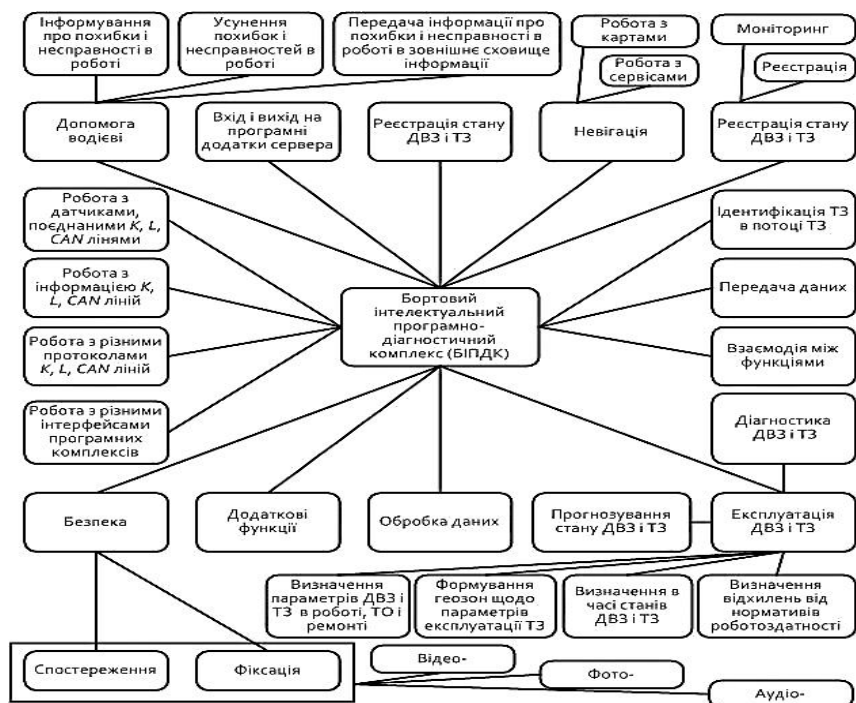 Інформування
про похибки і
несправності в
роботі
Усунення
похибок і
несправностей в
роботі
Передача інформації про
похибки і несправності в
роботі в зовнішнє сховище
інформації
Робота з
картами
Робота з
сервісами
Моніторинг
Реєстрація
Допомога
водієві
Вхід і вихід на
програмні
додатки сервера
Реєстрація стану
ДВЗ і ТЗ
Невігація
Реєстрація стану
ДВЗ і ТЗ
Робота з
датчиками,
поєднаними K, L,
CAN лінями
Робота з
інформацією K,
L, CAN ліній
Робота з різними
протоколами
K, L, CAN ліній
Робота з різними
інтерфейсами
програмних
комплексів
Бортовий
інтелектуальний
програмно-
діагностичний
комплекс (БІПДК)
Ідентифікація ТЗ
в потоці ТЗ
Передача даних
Взаємодія між
функціями
Діагностика
ДВЗ і ТЗ
Безпека
Додаткові
функції
Обробка даних
Прогнозування
стану ДВЗ і ТЗ
Експлуатація
ДВЗ і ТЗ
Визначення
параметрів ДВЗ і
ТЗ в роботі, ТО і
ремонті
Формування
геозон щодо
параметрів
експлуатації ТЗ
Визначення в
часі станів
ДВЗ і ТЗ
Визначення
відхилень від
нормативів
роботоздатності
Спостереження
Фіксація
Відео-
Фото-
Аудіо-